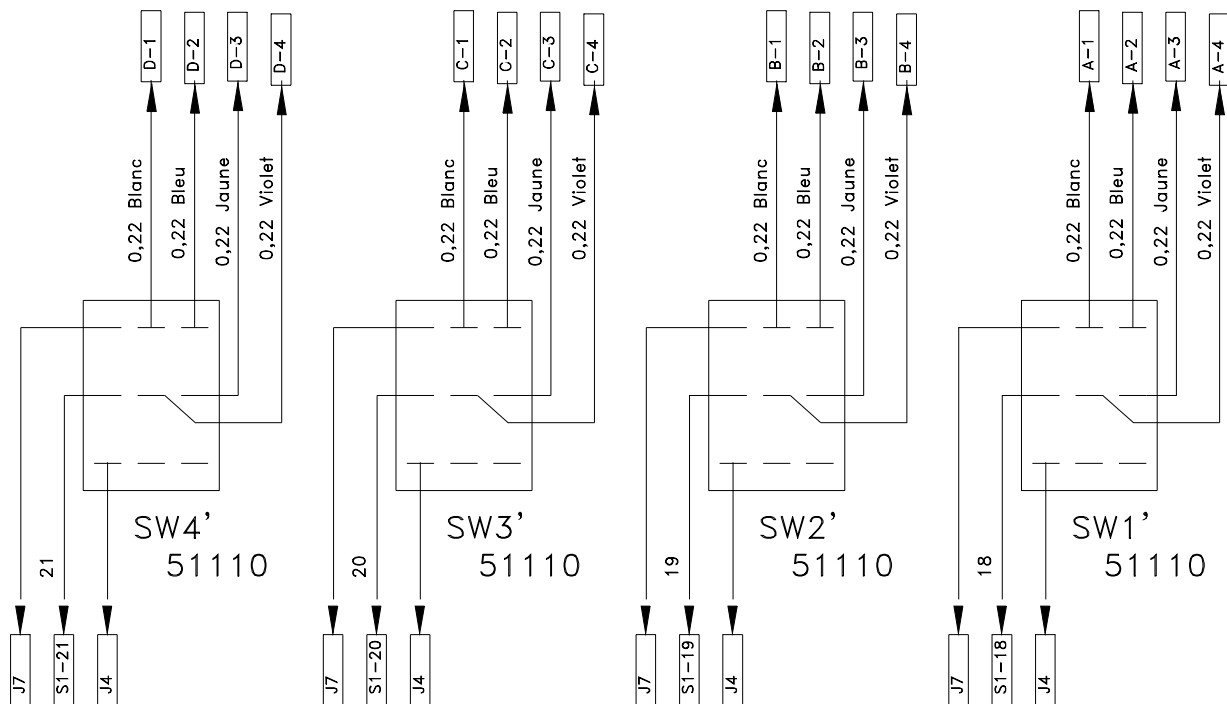 D-1
D-2
D-3
D-4
C-1
C-2
C-3
C-4
B-1
B-2
B-3
B-4
A-1
A-2
A-3
A-4
0,22 Blanc
0,22 Bleu
0,22 Jaune
0,22 Violet
0,22 Blanc
0,22 Bleu
0,22 Jaune
0,22 Violet
0,22 Blanc
0,22 Bleu
0,22 Jaune
0,22 Violet
0,22 Blanc
0,22 Bleu
0,22 Jaune
0,22 Violet
SW4'
51110
SW3'
51110
SW2'
51110
SW1'
51110
21
20
19
18
J7
S1-21
J4
J7
S1-20
J4
J7
S1-19
J4
J7
S1-18
J4